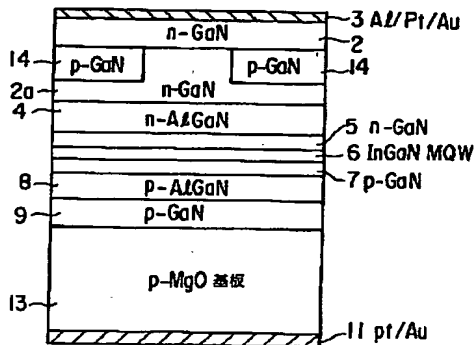 3 Al/Pt/Au
n-GaN
2
14
p-GaN
p-GaN
14
2a
n-GaN
4
n-AlGaN
5 n-GaN
6 InGaN MQW
7 p-GaN
8
p-AlGaN
9
p-GaN
p-MgO 基板
13
11 pt/Au